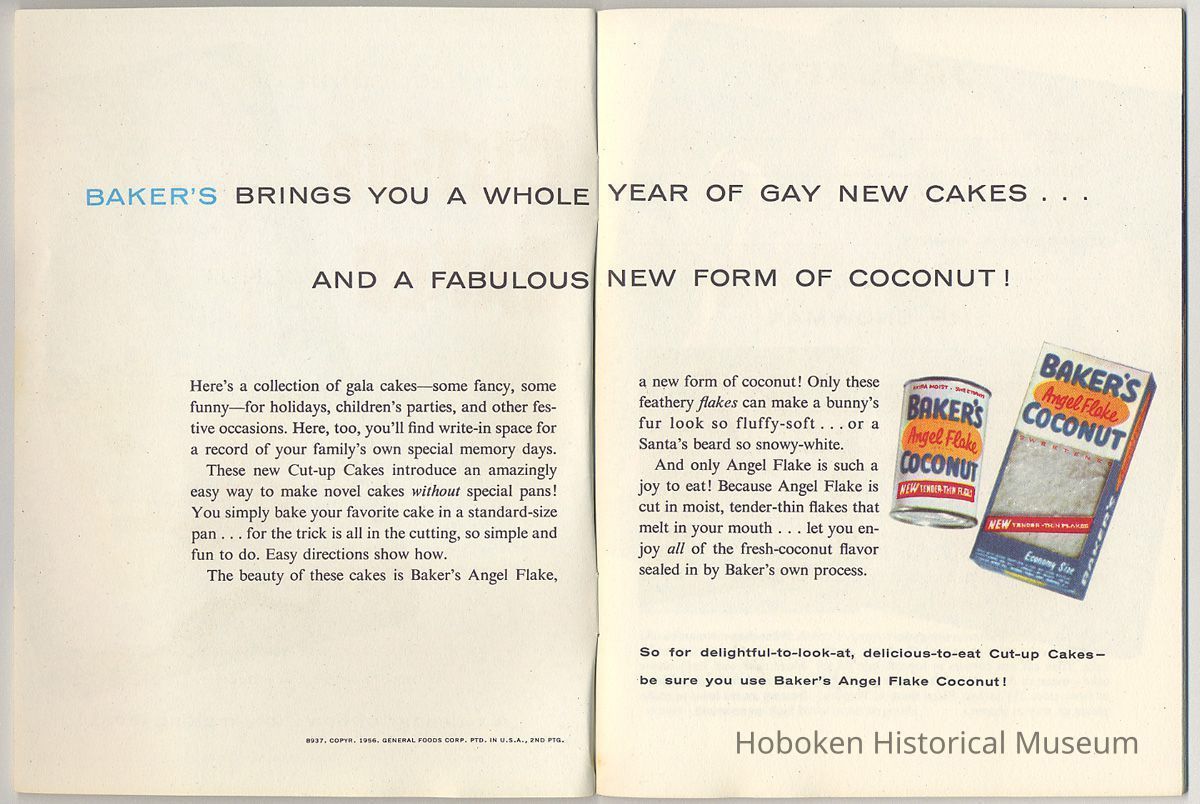 BAKER'S BRINGS YOU A WHOLE YEAR OF GAY NEW CAKES . . .
AND A FABULOUS NEW FORM OF COCONUT!
Here's a collection of gala cakes—some fancy, some
funny—for holidays, children's parties, and other fes-
tive occasions. Here, too, you'll find write-in space for
a record of your family's own special memory days.
These new Cut-up Cakes introduce an amazingly
easy way to make novel cakes without special pans!
You simply bake your favorite cake in a standard-size
pan . . . for the trick is all in the cutting, so simple and
fun to do. Easy directions show how.
The beauty of these cakes is Baker's Angel Flake,
8937. COPYR. 1956. GENERAL FOODS CORP. PTD. IN U.S.A., 2ND PTG.
a new form of coconut! Only these
feathery flakes can make a bunny's
fur look so fluffy-soft . . . or a
Santa's beard so snowy-white.
And only Angel Flake is such a
joy to eat! Because Angel Flake is
cut in moist, tender-thin flakes that
melt in your mouth . . . let you en-
joy all of the fresh-coconut flavor
sealed in by Baker's own process.
EXTRA MOIST · SWEETENED
BAKER'S
Angel Flake
COCONUT
NEW TENDER-THIN FLAKES
BAKER'S
Angel Flake
COCONUT
SWEETENED
NEW TENDER-THIN FLAKES
Economy Size
So for delightful-to-look-at, delicious-to-eat Cut-up Cakes—
be sure you use Baker's Angel Flake Coconut!
Hoboken Historical Museum